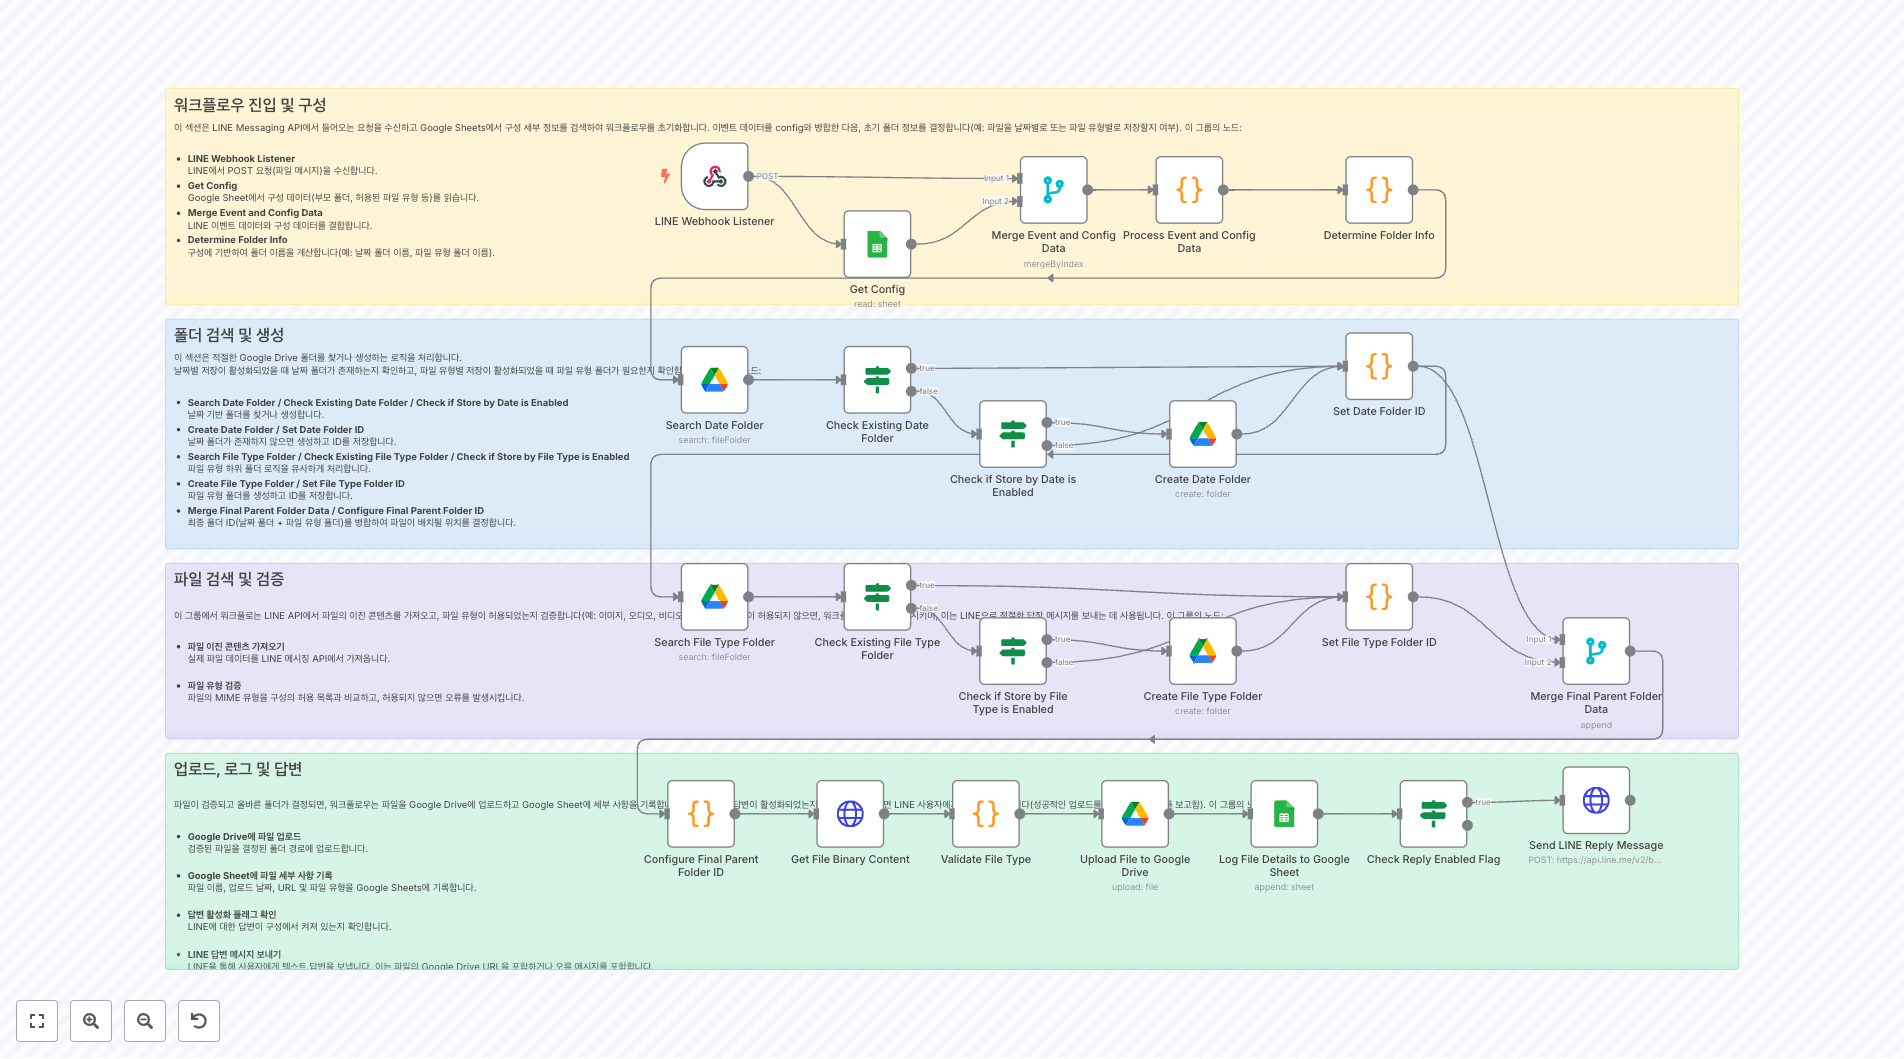 워크플로우 진입 및 구성
이 섹션은 LINE Messaging API에서 들어오는 요청을 수신하고 Google Sheets에서 구성 세부 정보를 검색하여 워크플로우를 초기화합니다. 이벤트 데이터를 config와 병합한 다음, 초기 폴더 정보를 결정합니다(예: 파일을 날짜별로 또는 파일 유형별로 저장할지 여부). 이 그룹의 노드:
LINE Webhook Listener
LINE에서 POST 요청(파일 메시지)을 수신합니다.
Get Config
Google Sheet에서 구성 데이터(부모 폴더, 허용된 파일 유형 등)를 읽습니다.
Merge Event and Config Data
LINE 이벤트 데이터와 구성 데이터를 결합합니다.
Determine Folder Info
구성에 기반하여 폴더 이름을 계산합니다(예: 날짜 폴더 이름, 파일 유형 폴더 이름).
POST
LINE Webhook Listener
Get Config
read: sheet
Input 1
Input 2
Merge Event and Config
Data
mergeByIndex
Process Event and Config
Data
Determine Folder Info
폴더 검색 및 생성
이 섹션은 적절한 Google Drive 폴더를 찾거나 생성하는 로직을 처리합니다.
날짜별 저장이 활성화되었을 때 날짜 폴더가 존재하는지 확인하고, 파일 유형별 저장이 활성화되었을 때 파일 유형 폴더가 필요한지 노드:
Search Date Folder / Check Existing Date Folder / Check if Store by Date is Enabled
날짜 기반 폴더를 찾거나 생성합니다.
Create Date Folder / Set Date Folder ID
날짜 폴더가 존재하지 않으면 생성하고 ID를 저장합니다.
Search File Type Folder / Check Existing File Type Folder / Check if Store by File Type is Enabled
파일 유형 하위 폴더 로직을 유사하게 처리합니다.
Create File Type Folder / Set File Type Folder ID
파일 유형 폴더를 생성하고 ID를 저장합니다.
Merge Final Parent Folder Data / Configure Final Parent Folder ID
최종 폴더 ID(날짜 폴더 + 파일 유형 폴더)를 병합하여 파일이 배치될 위치를 결정합니다.
Search Date Folder
search: fileFolder
true
false
Check Existing Date
Folder
true
false
Check if Store by Date is
Enabled
Create Date Folder
create: folder
Set Date Folder ID
파일 검색 및 검증
이 그룹에서 워크플로는 LINE API에서 파일의 이진 콘텐츠를 가져오고, 파일 유형이 허용되었는지 검증합니다(예: 이미지, 오디오, 허용되지 않으면, 이는 LINE으로 적절한 답장 메시지를 보내는 데 사용됩니다. 이 그룹의 노드:
파일 이진 콘텐츠 가져오기
실제 파일 데이터를 LINE 메시징 API에서 가져옵니다.
파일 유형 검증
파일의 MIME 유형을 구성의 허용 목록과 비교하고, 허용되지 않으면 오류를 발생시킵니다.
Search File Type Folder
search: fileFolder
true
false
Check Existing File Type
Folder
true
false
Check if Store by File
Type is Enabled
Create File Type Folder
create: folder
Set File Type Folder ID
Input 1
Input 2
Merge Final Parent Folder
Data
append
업로드, 로그 및 답변
파일이 검증되고 올바른 폴더가 결정되면, 워크플로우는 파일을 Google Drive에 업로드하고 Google Sheet에 세부 사항을 활성화되었는지 LINE 사용자에게 업로드를 보고함). 이 그룹의
Google Drive에 파일 업로드
검증된 파일을 결정된 폴더 경로에 업로드합니다.
Google Sheet에 파일 세부 사항 기록
파일 이름, 업로드 날짜, URL 및 파일 유형을 Google Sheets에 기록합니다.
답변 활성화 플래그 확인
LINE에 대한 답변이 구성에서 켜져 있는지 확인합니다.
LINE 답변 메시지 보내기
LINE을 통해 사용자에게 텍스트 답변을 보냅니다. 이는 파일의 Google Drive URL을 포함하거나 오류 메시지를 포함합니다.
Configure Final Parent
Folder ID
Get File Binary Content
Validate File Type
Upload File to Google
Drive
upload: file
Log File Details to Google
Sheet
append: sheet
true
Check Reply Enabled Flag
Send LINE Reply Message
POST: https://api.line.me/v2/b...